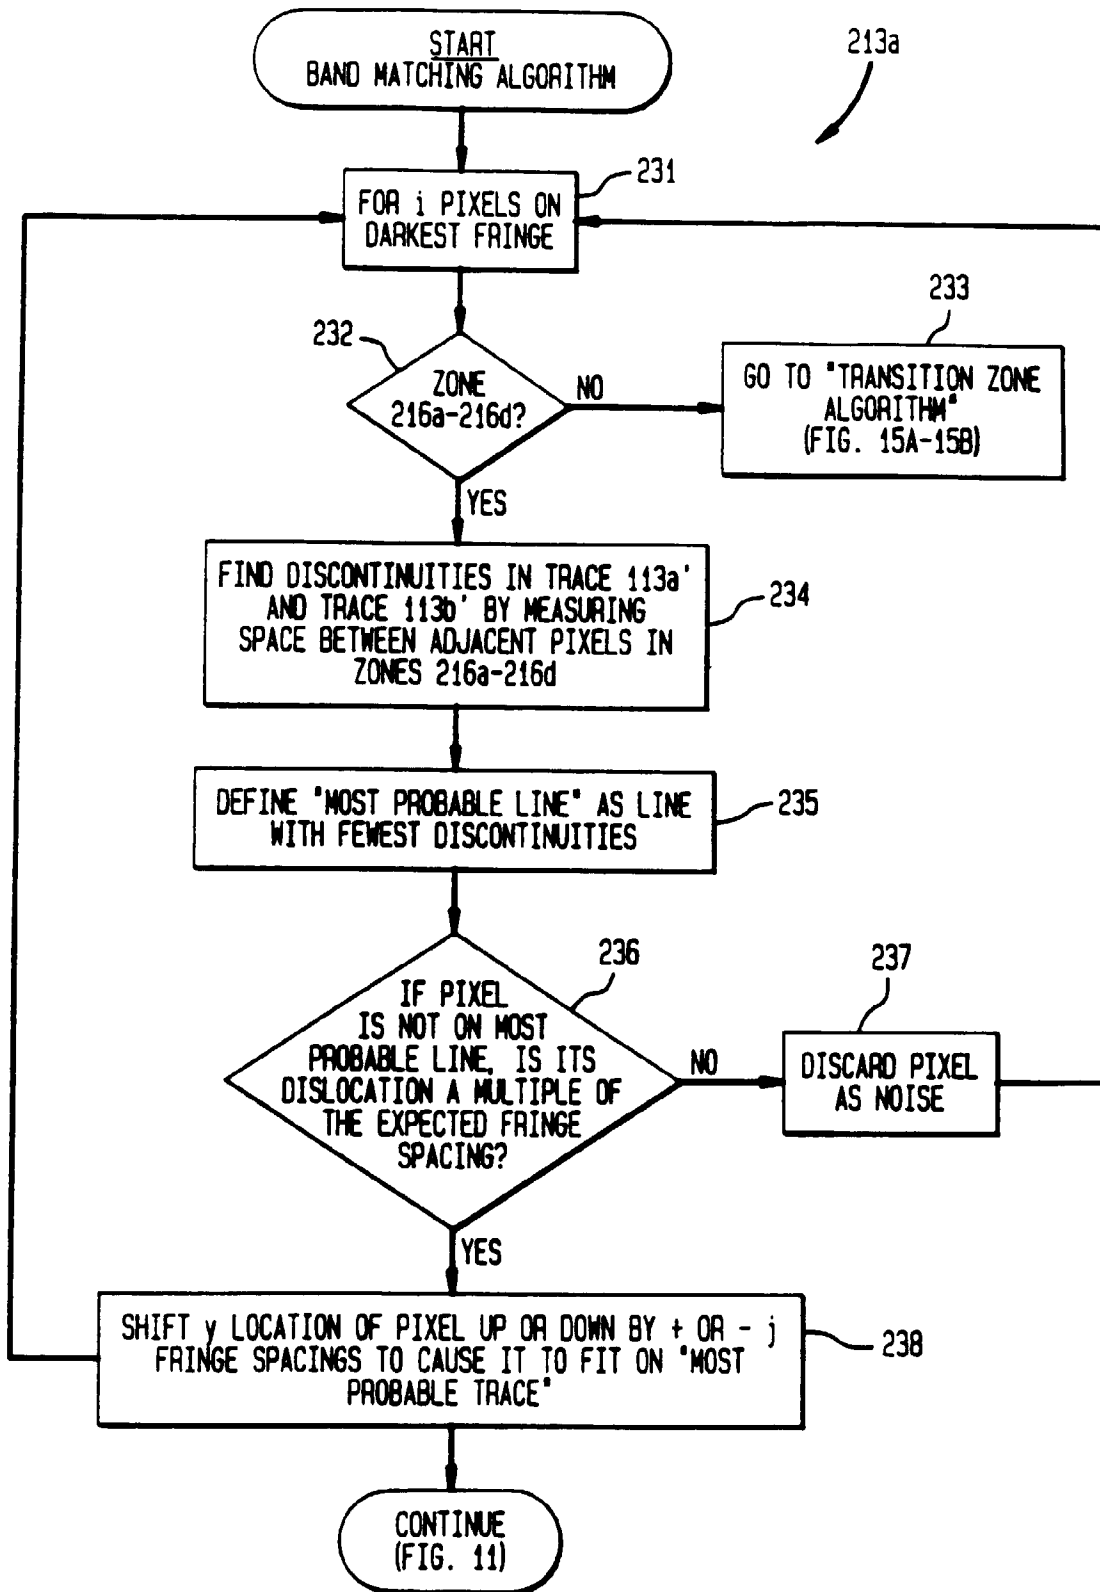 START
BAND MATCHING ALGORITHM
213a
231
FOR i PIXELS ON
DARKEST FRINGE
232
ZONE
216a-216d?
NO
233
GO TO "TRANSITION ZONE
ALGORITHM"
(FIG. 15A-15B)
YES
FIND DISCONTINUITIES IN TRACE 113a'
AND TRACE 113b' BY MEASURING
SPACE BETWEEN ADJACENT PIXELS IN
ZONES 216a-216d
234
DEFINE "MOST PROBABLE LINE" AS LINE
WITH FEWEST DISCONTINUITIES
235
236
IF PIXEL
IS NOT ON MOST
PROBABLE LINE, IS ITS
DISLOCATION A MULTIPLE OF
THE EXPECTED FRINGE
SPACING?
NO
237
DISCARD PIXEL
AS NOISE
YES
SHIFT y LOCATION OF PIXEL UP OR DOWN BY + OR - j
FRINGE SPACINGS TO CAUSE IT TO FIT ON "MOST
PROBABLE TRACE"
238
CONTINUE
(FIG. 11)